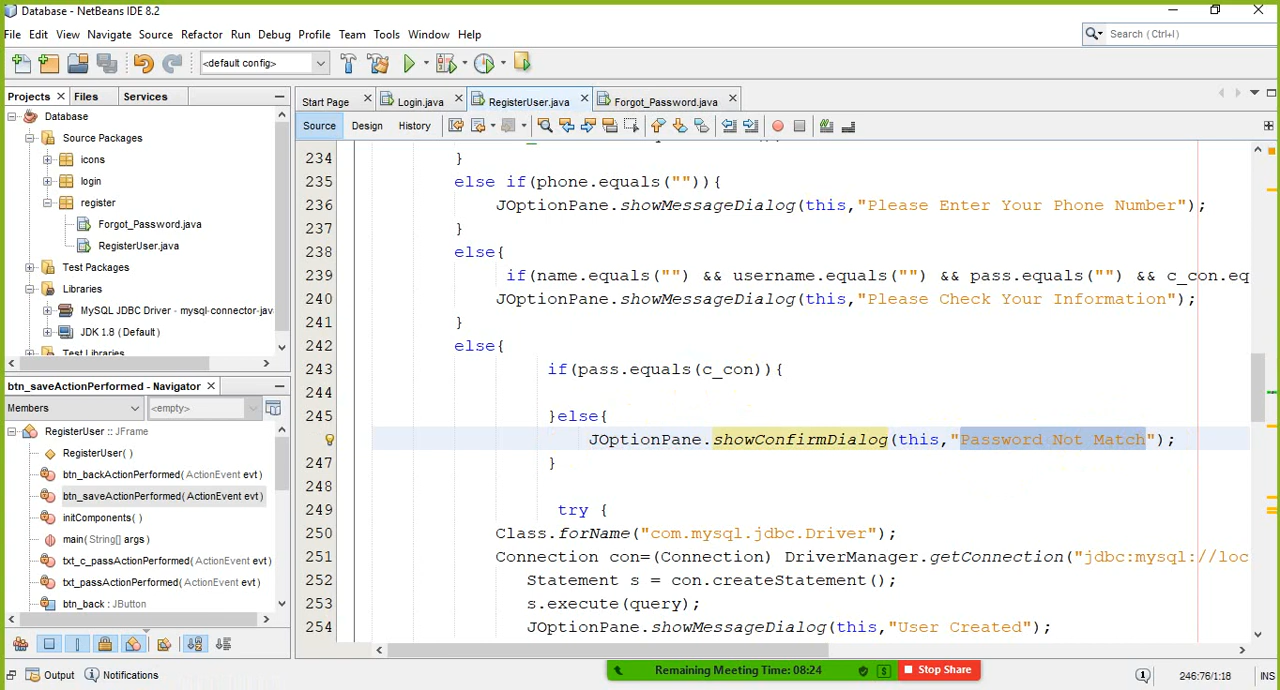 Database - NetBeans IDE 8.2
File Edit View Navigate Source Refactor Run Debug Profile Team Tools Window Help
Search (Ctrl+I)
<default config>
Projects Files Services
Start Page Login.java RegisterUser.java Forgot_Password.java
Source Design History
Database
Source Packages
icons
login
register
Forgot_Password.java
RegisterUser.java
Test Packages
Libraries
MySQL JDBC Driver - mysql-connector-jav
JDK 1.8 (Default)
Test Libraries
btn_saveActionPerformed - Navigator
Members <empty>
RegisterUser :: JFrame
RegisterUser()
btn_backActionPerformed(ActionEvent evt)
btn_saveActionPerformed(ActionEvent evt)
initComponents()
main(String[] args)
txt_c_passActionPerformed(ActionEvent evt)
txt_passActionPerformed(ActionEvent evt)
btn_back : JButton
234 }
235 else if(phone.equals("")){
236 JOptionPane.showMessageDialog(this,"Please Enter Your Phone Number");
237 }
238 else{
239 if(name.equals("") && username.equals("") && pass.equals("") && c_con.eq
240 JOptionPane.showMessageDialog(this,"Please Check Your Information");
241 }
242 else{
243 if(pass.equals(c_con)){
244
245 }else{
JOptionPane.showConfirmDialog(this,"Password Not Match");
247 }
248
249 try {
250 Class.forName("com.mysql.jdbc.Driver");
251 Connection con=(Connection) DriverManager.getConnection("jdbc:mysql://loc
252 Statement s = con.createStatement();
253 s.execute(query);
254 JOptionPane.showMessageDialog(this,"User Created");
Output Notifications
Remaining Meeting Time: 08:24 Stop Share
246:76/1:18 INS